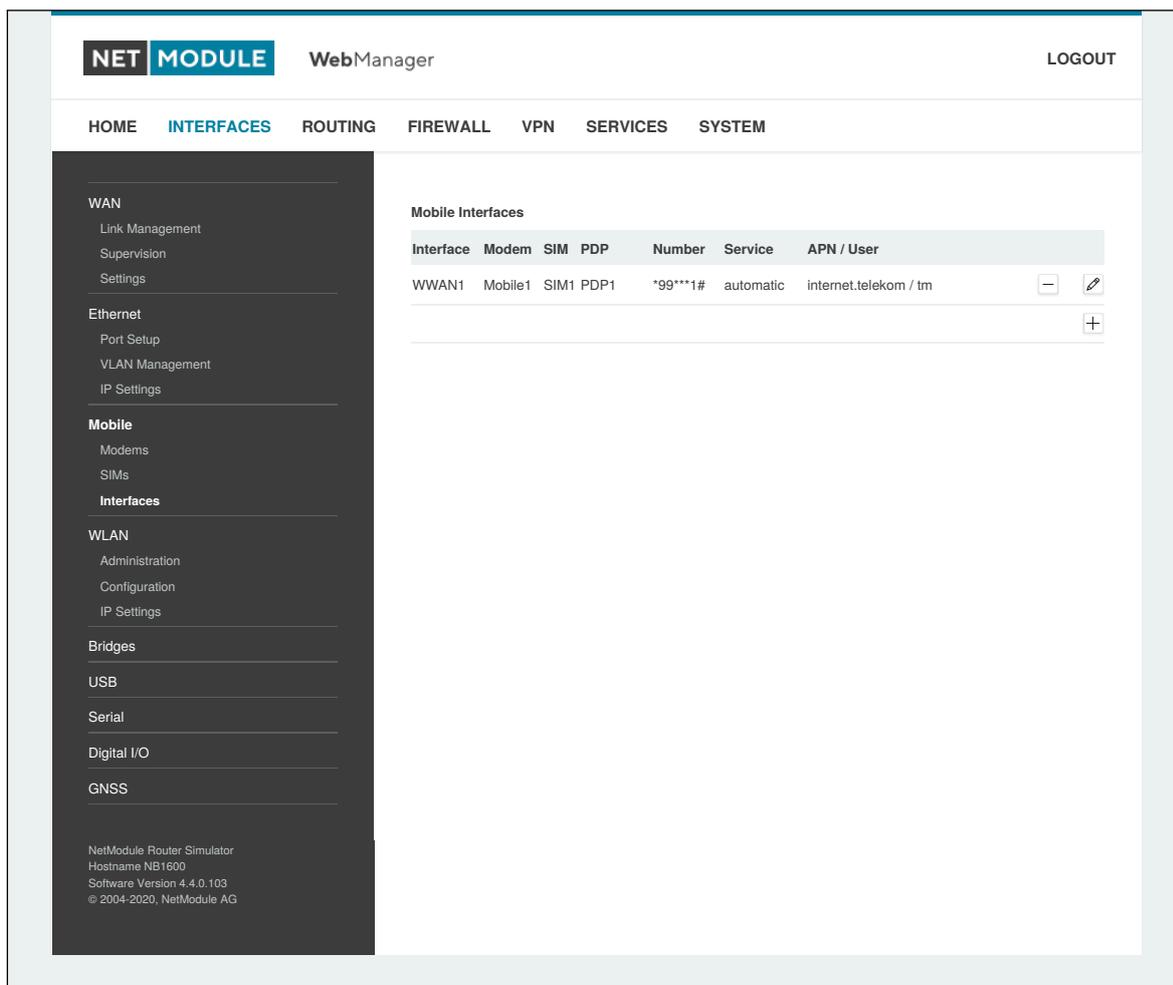 NET MODULE WebManager LOGOUT
HOME INTERFACES ROUTING FIREWALL VPN SERVICES SYSTEM
WAN
Link Management
Supervision
Settings
Ethernet
Port Setup
VLAN Management
IP Settings
Mobile
Modems
SIMs
Interfaces
WLAN
Administration
Configuration
IP Settings
Bridges
USB
Serial
Digital I/O
GNSS
NetModule Router Simulator
Hostname NB1600
Software Version 4.4.0.103
© 2004-2020, NetModule AG
Mobile Interfaces
Interface Modem SIM PDP Number Service APN / User
WWAN1 Mobile1 SIM1 PDP1 *99***1# automatic internet.telekom / tm